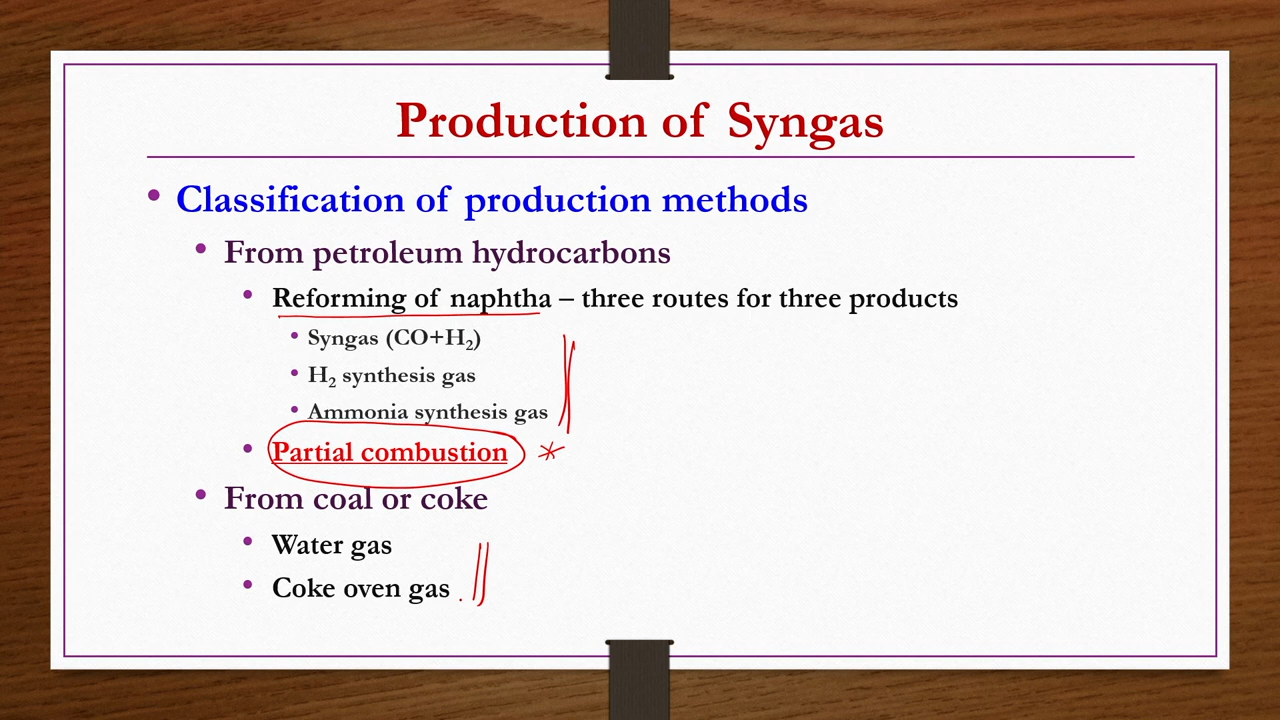 Production of Syngas
• Classification of production methods
• From petroleum hydrocarbons
• Reforming of naphtha – three routes for three products
• Syngas (CO+H₂)
• H₂ synthesis gas
• Ammonia synthesis gas
• Partial combustion *
• From coal or coke
• Water gas
• Coke oven gas